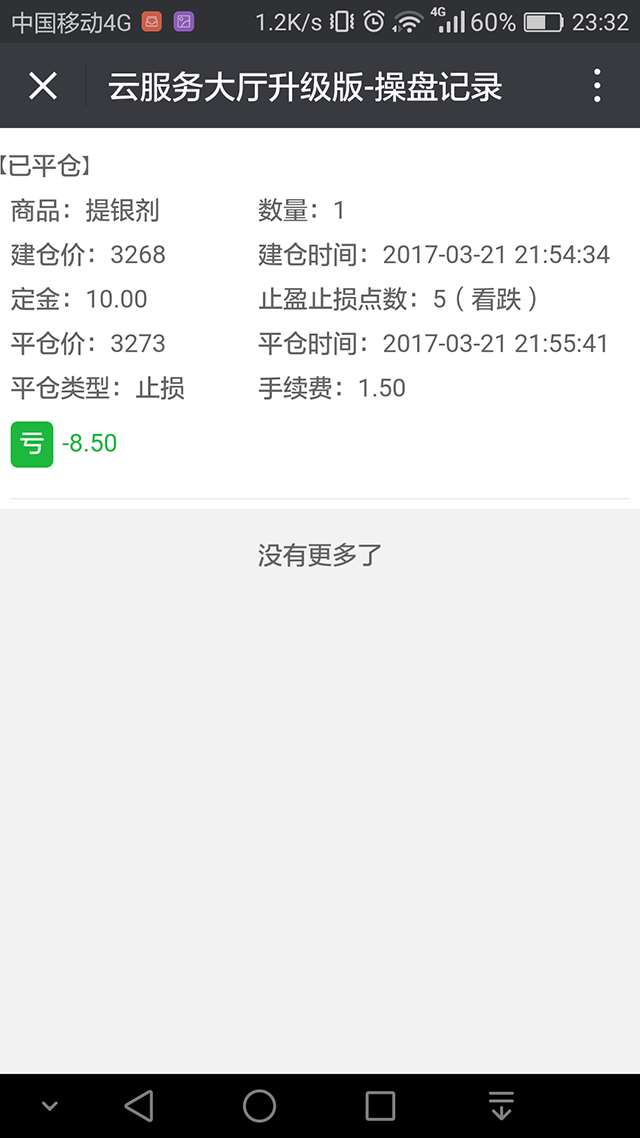 中国移动4G 1.2K/s 4G 60% 23:32
云服务大厅升级版-操盘记录
【已平仓】
商品：提银剂 数量：1
建仓价：3268 建仓时间：2017-03-21 21:54:34
定金：10.00 止盈止损点数：5（看跌）
平仓价：3273 平仓时间：2017-03-21 21:55:41
平仓类型：止损 手续费：1.50
亏 -8.50
没有更多了